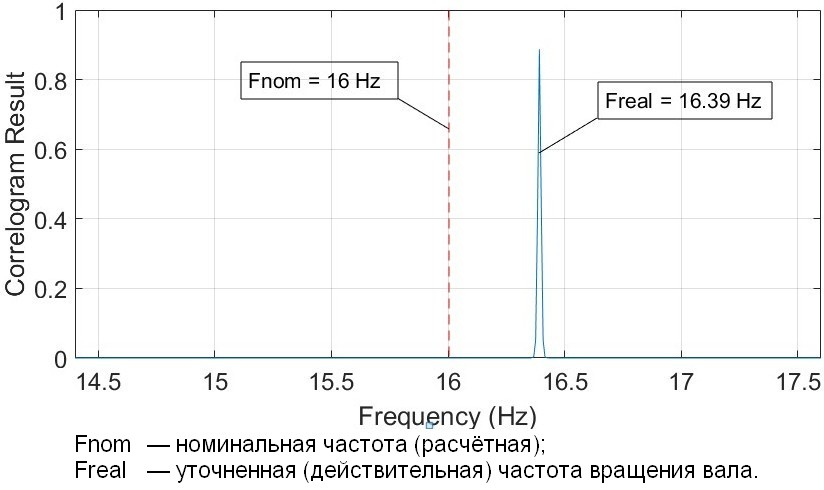 1
0.8
0.6
0.4
0.2
0
Correlogram Result
Fnom = 16 Hz
Freal = 16.39 Hz
14.5 15 15.5 16 16.5 17 17.5
Frequency (Hz)
Fnom — номинальная частота (расчётная);
Freal — уточненная (действительная) частота вращения вала.